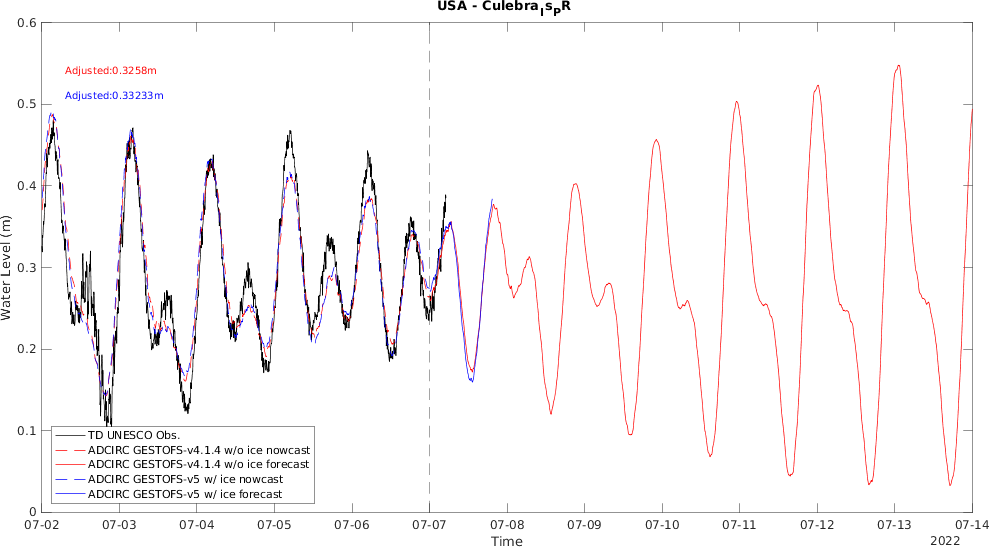 USA - Culebra_Is_PR
0.6
Adjusted:0.3258m
0.5
Adjusted:0.33233m
0.4
Water Level (m)
0.3
0.2
0.1
TD UNESCO Obs.
ADCIRC GESTOFS-v4.1.4 w/o ice nowcast
ADCIRC GESTOFS-v4.1.4 w/o ice forecast
ADCIRC GESTOFS-v5 w/ ice nowcast
ADCIRC GESTOFS-v5 w/ ice forecast
0
07-02 07-03 07-04 07-05 07-06 07-07 07-08 07-09 07-10 07-11 07-12 07-13 07-14
Time
2022